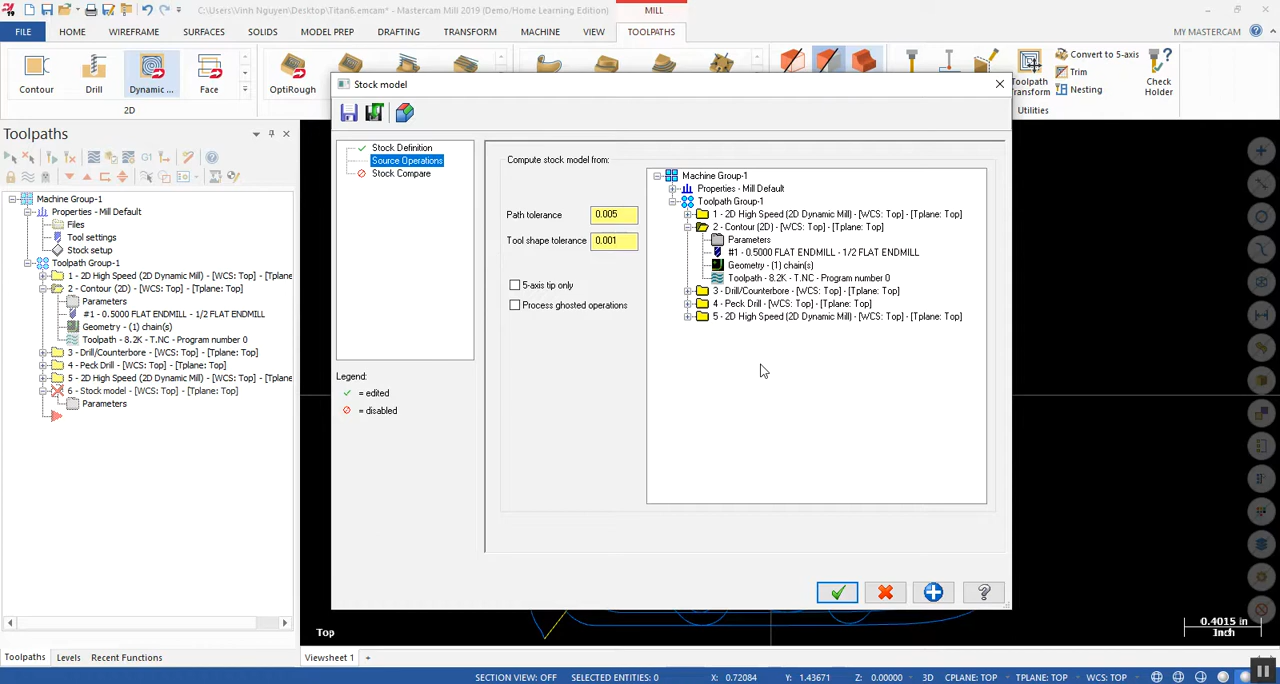 C:\Users\Vinh Nguyen\Desktop\Titan6.emcam* - Mastercam Mill 2019 (Demo/Home Learning Edition)
MILL
FILE
HOME
WIREFRAME
SURFACES
SOLIDS
MODEL PREP
DRAFTING
TRANSFORM
MACHINE
VIEW
TOOLPATHS
MY MASTERCAM
Contour
Drill
Dynamic ...
Face
OptiRough
2D
Toolpath
Transform
Convert to 5-axis
Trim
Nesting
Check
Holder
Utilities
Toolpaths
G1
Machine Group-1
Properties - Mill Default
Files
Tool settings
Stock setup
Toolpath Group-1
1 - 2D High Speed (2D Dynamic Mill) - [WCS: Top] - [Tplane
2 - Contour (2D) - [WCS: Top] - [Tplane: Top]
Parameters
#1 - 0.5000 FLAT ENDMILL - 1/2 FLAT ENDMILL
Geometry - (1) chain(s)
Toolpath - 8.2K - T.NC - Program number 0
3 - Drill/Counterbore - [WCS: Top] - [Tplane: Top]
4 - Peck Drill - [WCS: Top] - [Tplane: Top]
5 - 2D High Speed (2D Dynamic Mill) - [WCS: Top] - [Tplane
6 - Stock model - [WCS: Top] - [Tplane: Top]
Parameters
Toolpaths
Levels
Recent Functions
Stock model
Stock Definition
Source Operations
Stock Compare
Legend:
= edited
= disabled
Compute stock model from:
Path tolerance
0.005
Tool shape tolerance
0.001
5-axis tip only
Process ghosted operations
Machine Group-1
Properties - Mill Default
Toolpath Group-1
1 - 2D High Speed (2D Dynamic Mill) - [WCS: Top] - [Tplane: Top]
2 - Contour (2D) - [WCS: Top] - [Tplane: Top]
Parameters
#1 - 0.5000 FLAT ENDMILL - 1/2 FLAT ENDMILL
Geometry - (1) chain(s)
Toolpath - 8.2K - T.NC - Program number 0
3 - Drill/Counterbore - [WCS: Top] - [Tplane: Top]
4 - Peck Drill - [WCS: Top] - [Tplane: Top]
5 - 2D High Speed (2D Dynamic Mill) - [WCS: Top] - [Tplane: Top]
Top
0.4015 in
Inch
Viewsheet 1
+
SECTION VIEW: OFF
SELECTED ENTITIES: 0
X: 0.72084
Y: 1.43671
Z: 0.00000
3D
CPLANE: TOP
TPLANE: TOP
WCS: TOP